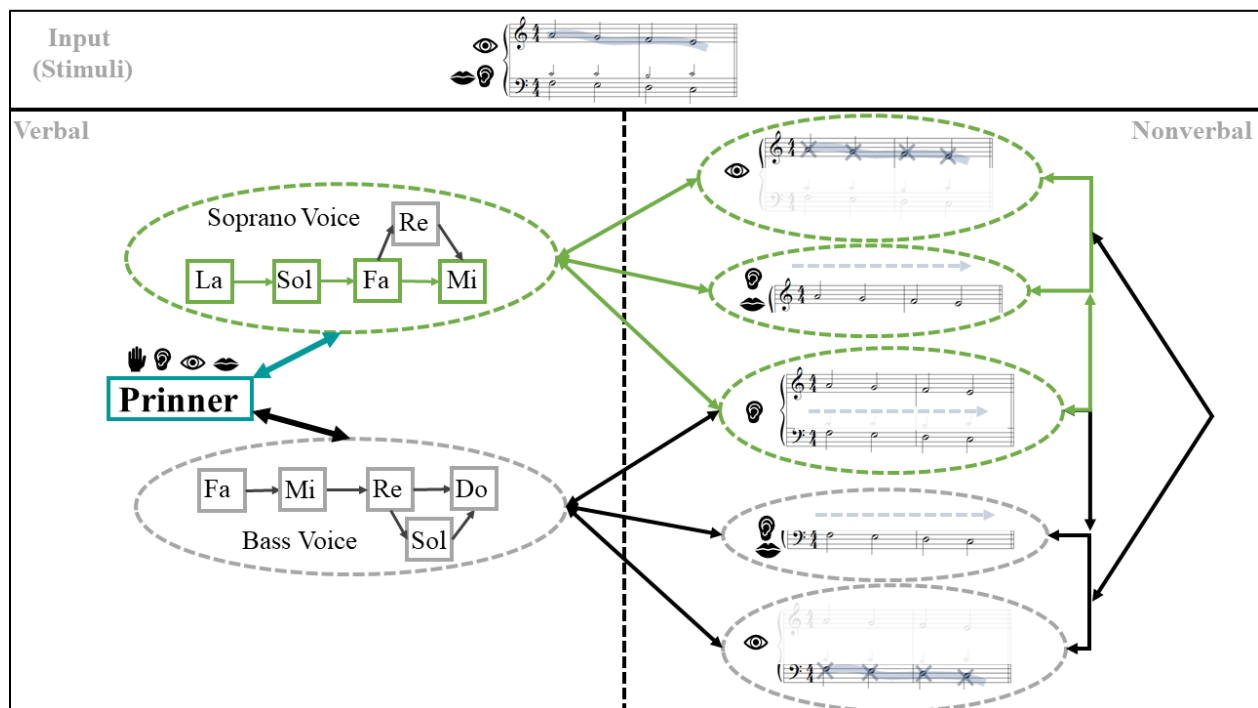 Input
(Stimuli)
Verbal
Nonverbal
Soprano Voice
Re
La
Sol
Fa
Mi
Prinner
Fa
Mi
Re
Do
Bass Voice
Sol